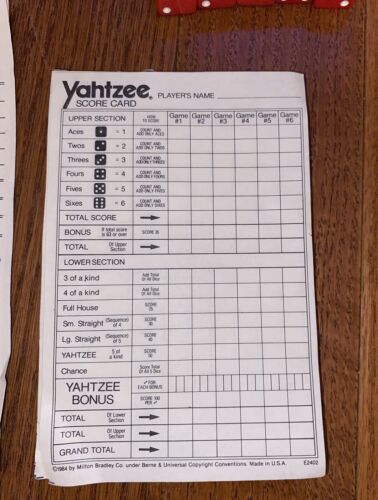 Yahtzee®
SCORE CARD
PLAYER'S NAME
UPPER SECTION HOW TO SCORE Game #1 Game #2 Game #3 Game #4 Game #5 Game #6
Aces = 1 COUNT AND ADD ONLY ACES
Twos = 2 COUNT AND ADD ONLY TWOS
Threes = 3 COUNT AND ADD ONLY THREES
Fours = 4 COUNT AND ADD ONLY FOURS
Fives = 5 COUNT AND ADD ONLY FIVES
Sixes = 6 COUNT AND ADD ONLY SIXES
TOTAL SCORE
BONUS If total score is 63 or over SCORE 35
TOTAL Of Upper Section
LOWER SECTION
3 of a kind Add Total Of All Dice
4 of a kind Add Total Of All Dice
Full House SCORE 25
Sm. Straight (Sequence) of 4 SCORE 30
Lg. Straight (Sequence) of 5 SCORE 40
YAHTZEE 5 of a kind SCORE 50
Chance Score Total Of All 5 Dice
YAHTZEE BONUS ✓ FOR EACH BONUS
SCORE 100 PER ✓
TOTAL Of Lower Section
TOTAL Of Upper Section
GRAND TOTAL
©1984 by Milton Bradley Co. under Berne & Universal Copyright Conventions. Made in U.S.A. E2402